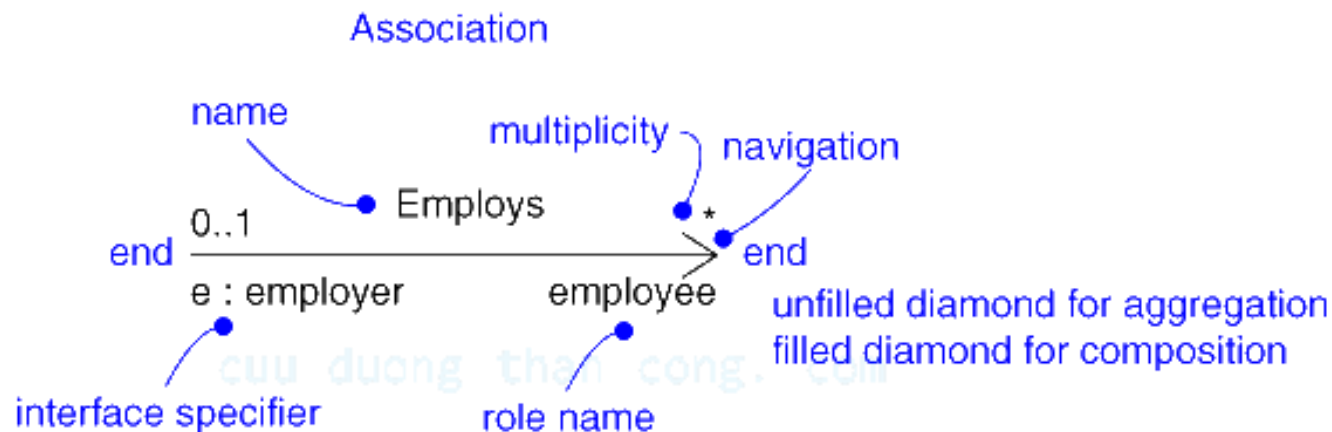 Association
name
multiplicity
navigation
Employs
0..1
*
end
end
e : employer
employee
unfilled diamond for aggregation
filled diamond for composition
cuu duong than cong. com
interface specifier
role name